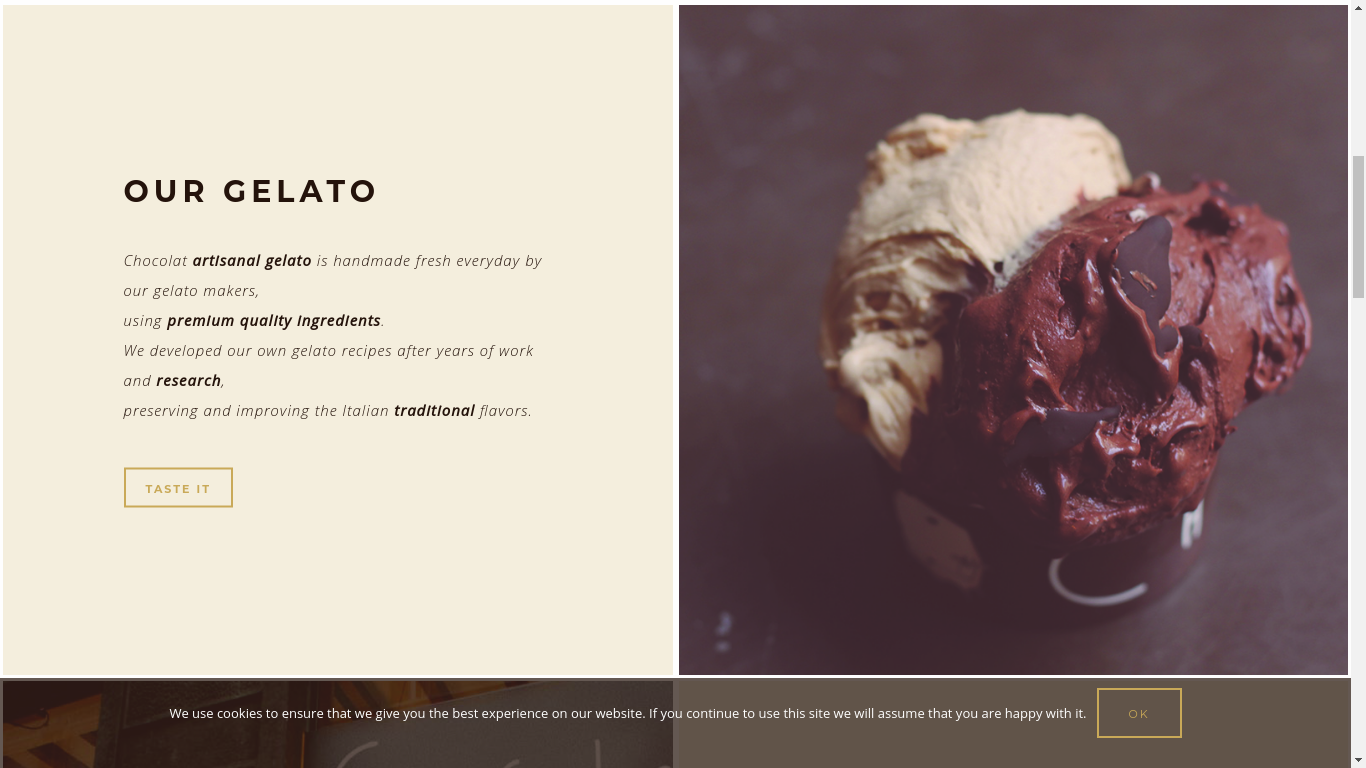 OUR GELATO
Chocolat artisanal gelato is handmade fresh everyday by
our gelato makers,
using premium quality ingredients.
We developed our own gelato recipes after years of work
and research,
preserving and improving the Italian traditional flavors.
TASTE IT
We use cookies to ensure that we give you the best experience on our website. If you continue to use this site we will assume that you are happy with it.
OK